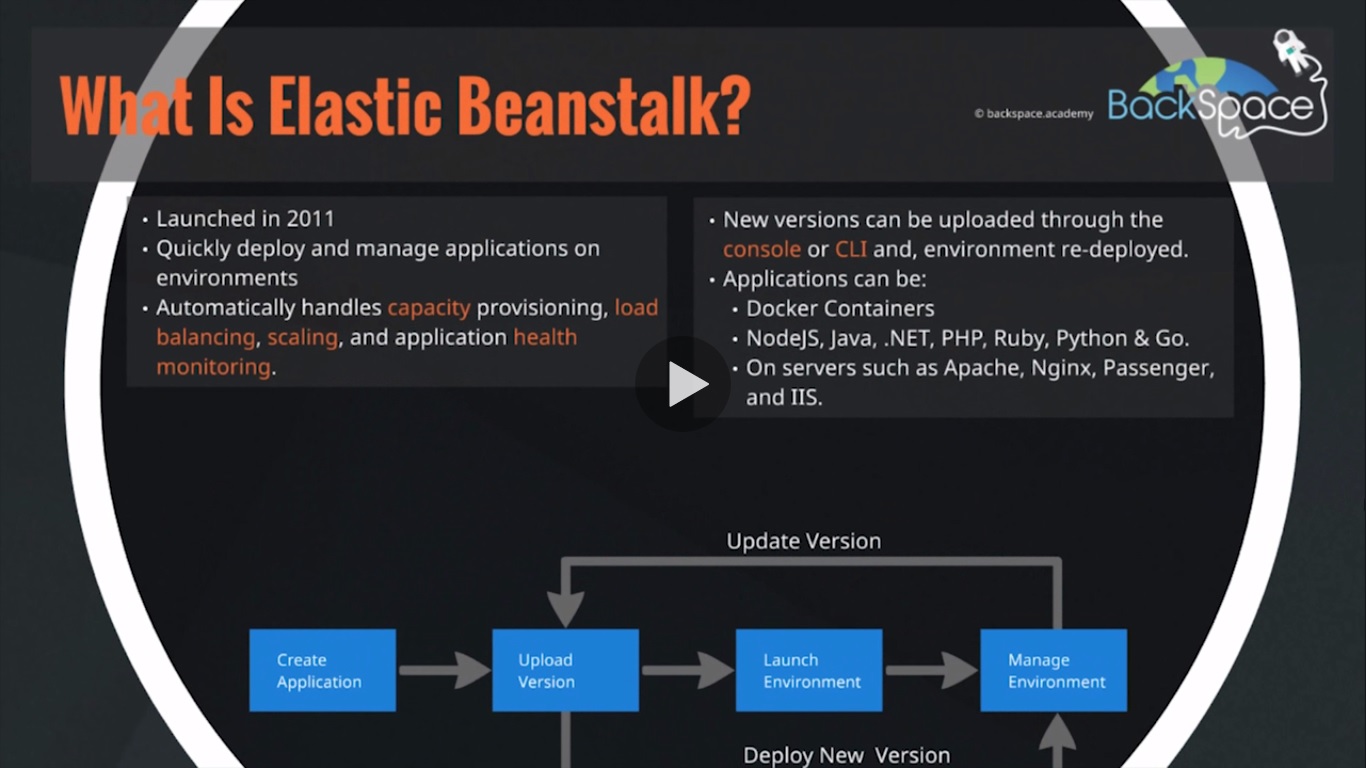 What Is Elastic Beanstalk?
© backspace.academy
BackSpace
• Launched in 2011
• Quickly deploy and manage applications on
environments
• Automatically handles capacity provisioning, load
balancing, scaling, and application health
monitoring.
• New versions can be uploaded through the
console or CLI and, environment re-deployed.
• Applications can be:
• Docker Containers
• NodeJS, Java, .NET, PHP, Ruby, Python & Go.
• On servers such as Apache, Nginx, Passenger,
and IIS.
Update Version
Create
Application
Upload
Version
Launch
Environment
Manage
Environment
Deploy New Version